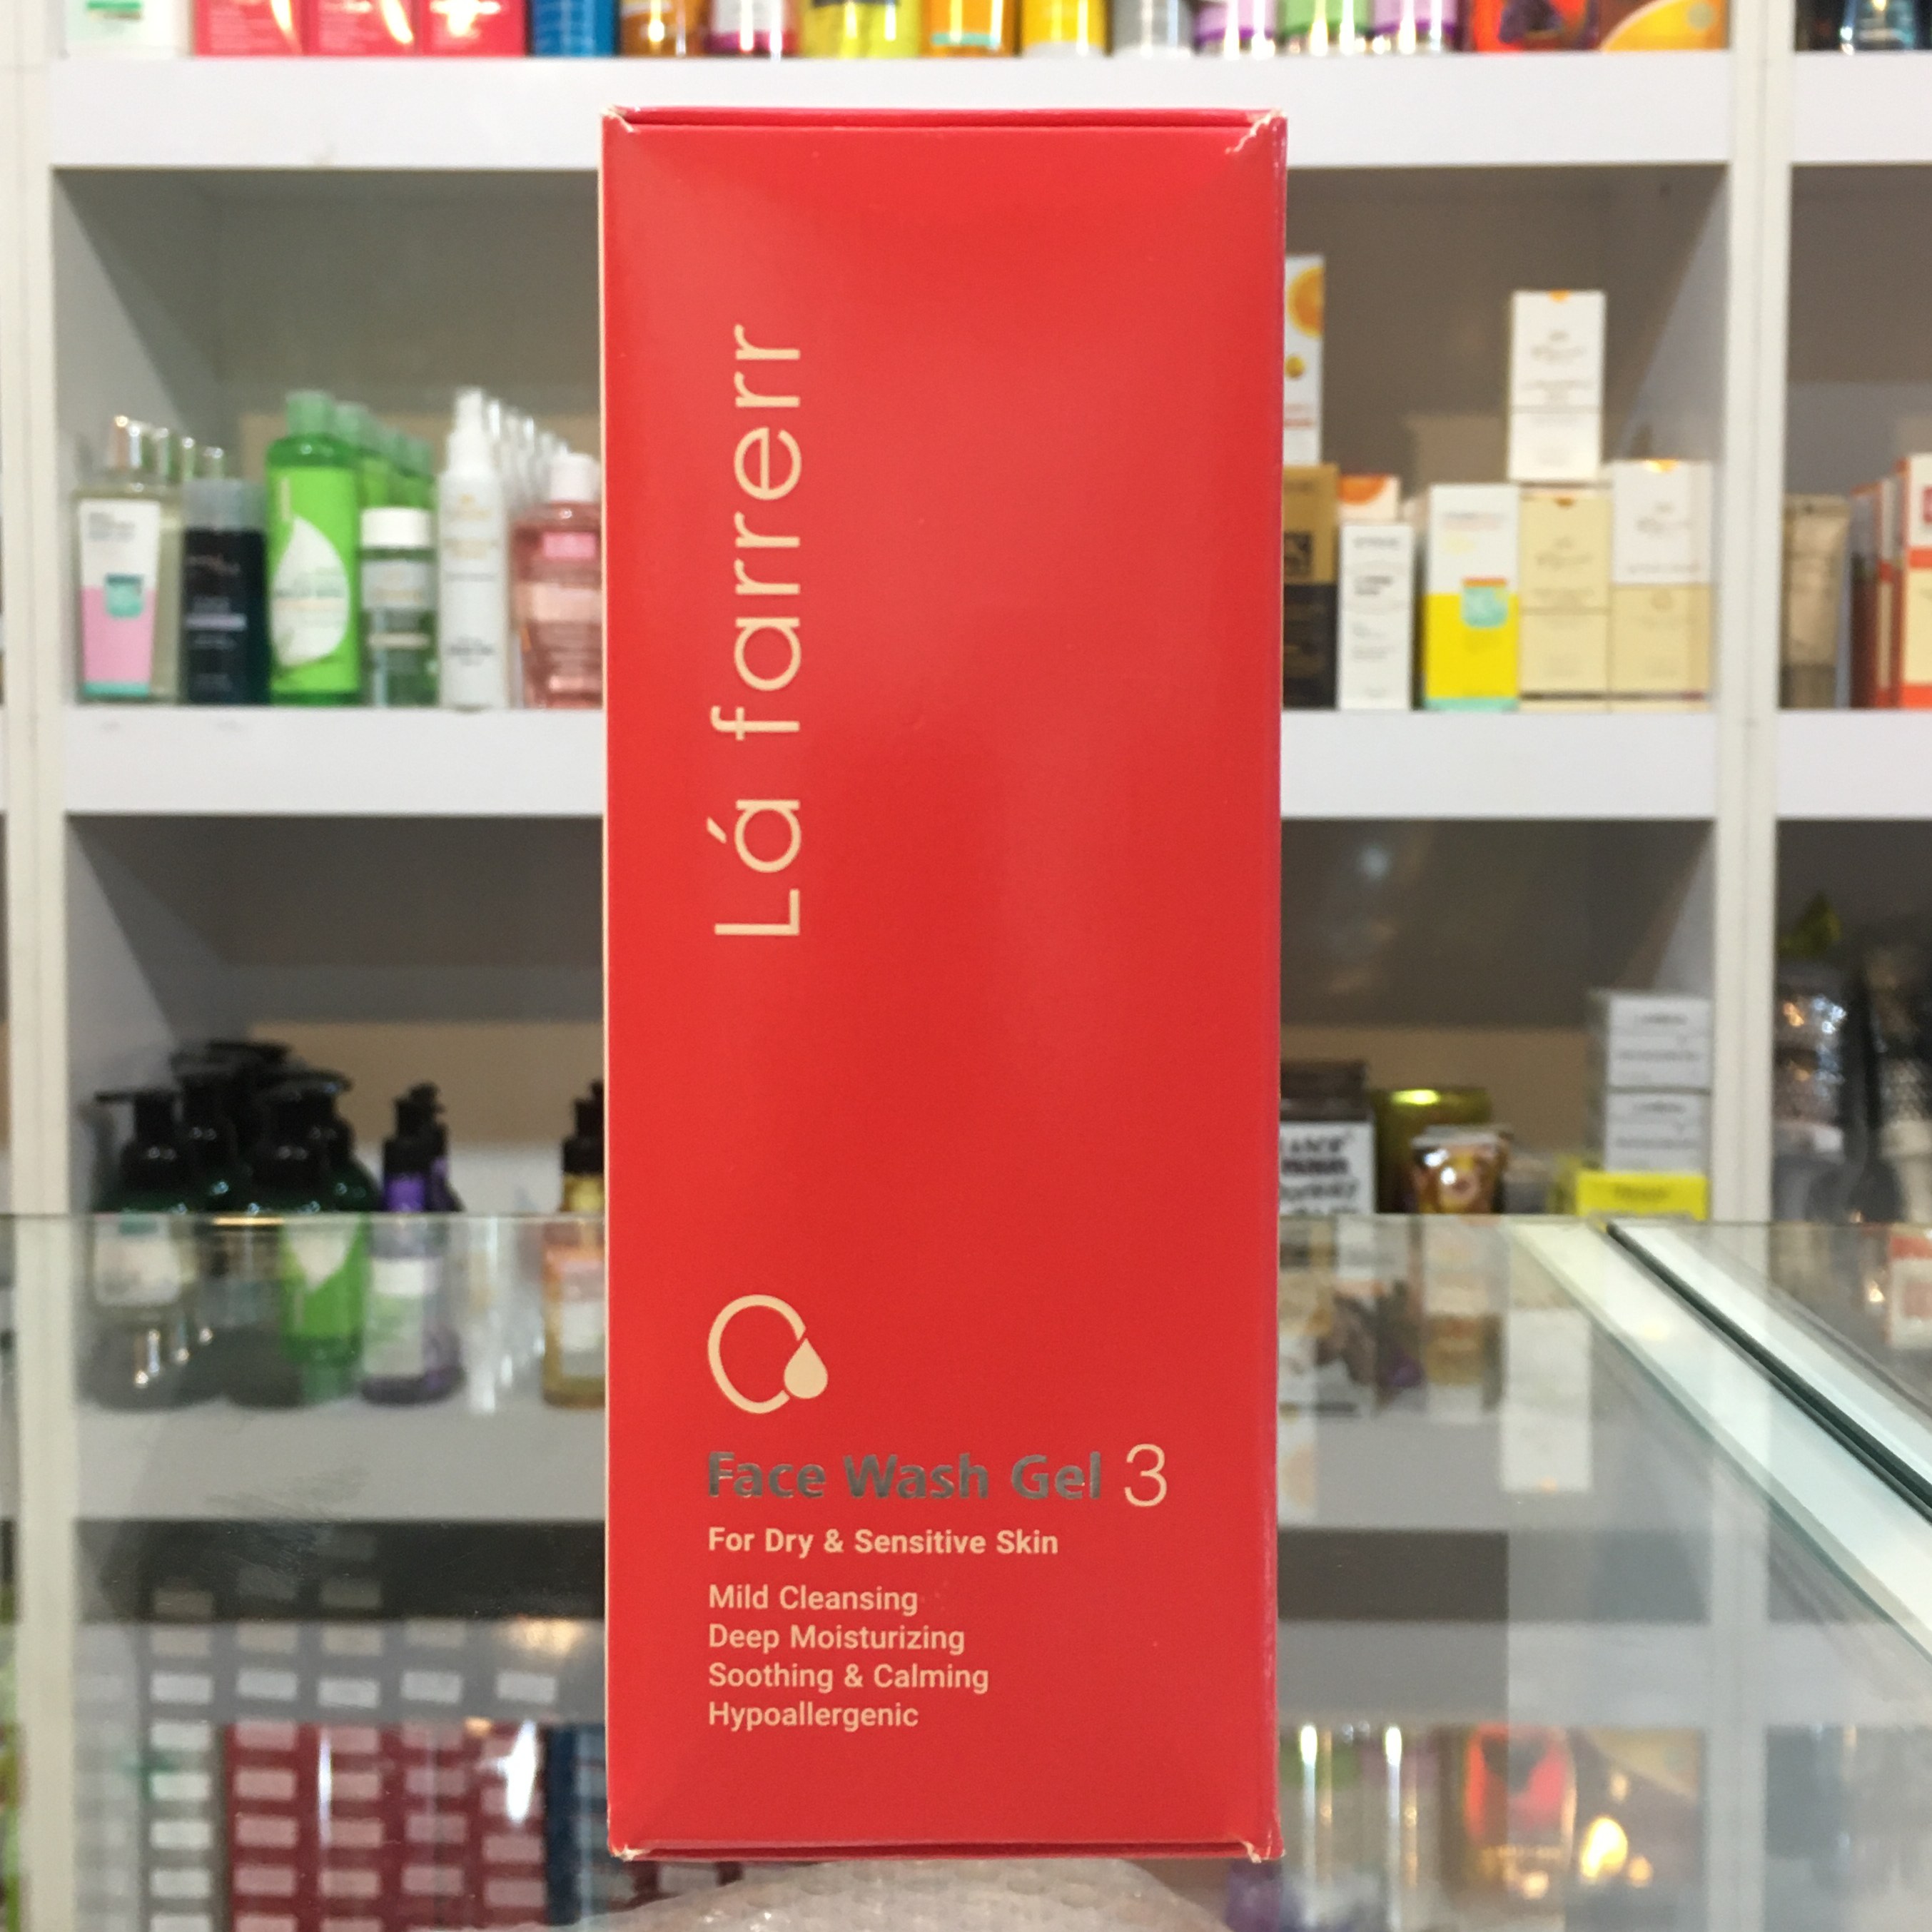 Lá farrerr
Face Wash Gel 3
For Dry & Sensitive Skin
Mild Cleansing
Deep Moisturizing
Soothing & Calming
Hypoallergenic